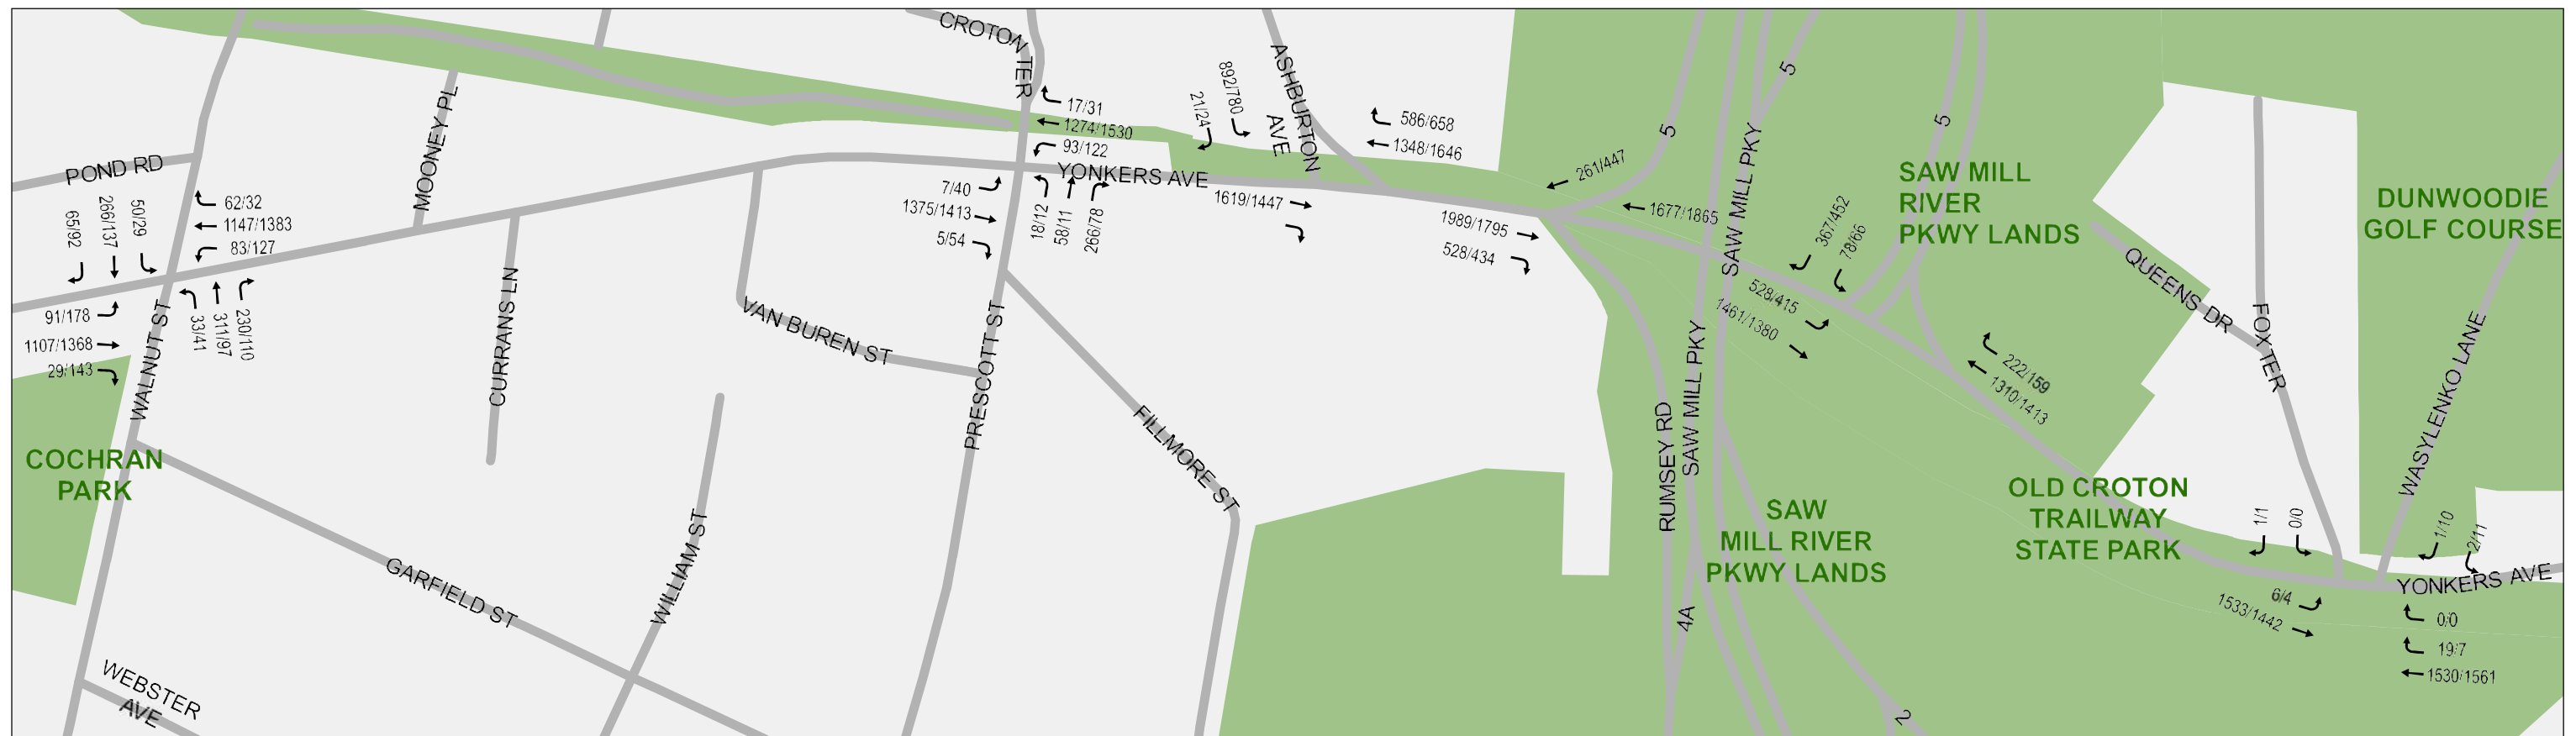 CROTON TER
17/31
1274/1530
93/122
892/780
21/24
ASHBURTON
AVE
586/658
1348/1646
5
5
5
261/447
POND RD
MOONEY PL
65/92
266/137
50/29
62/32
1147/1383
83/127
91/178
1107/1368
29/143
33/41
311/97
230/110
WALNUT ST
CURRANS LN
VAN BUREN ST
7/40
1375/1413
5/54
18/12
58/11
266/78
YONKERS AVE
1619/1447
1989/1795
528/434
1677/1865
SAW MILL PKY
367/452
78/66
528/415
1461/1380
SAW MILL
RIVER
PKWY LANDS
DUNWOODIE
GOLF COURSE
QUEENS DR
FOX TER
WASYLENKO LANE
222/159
1310/1413
PRESCOTT ST
FILLMORE ST
RUMSEY RD
SAW MILL PKY
COCHRAN
PARK
GARFIELD ST
WILLIAM ST
WEBSTER
AVE
SAW
MILL RIVER
PKWY LANDS
4A
2
OLD CROTON
TRAILWAY
STATE PARK
1/1
0/0
1/10
2/11
YONKERS AVE
6/4
1533/1442
0/0
19/7
1530/1561